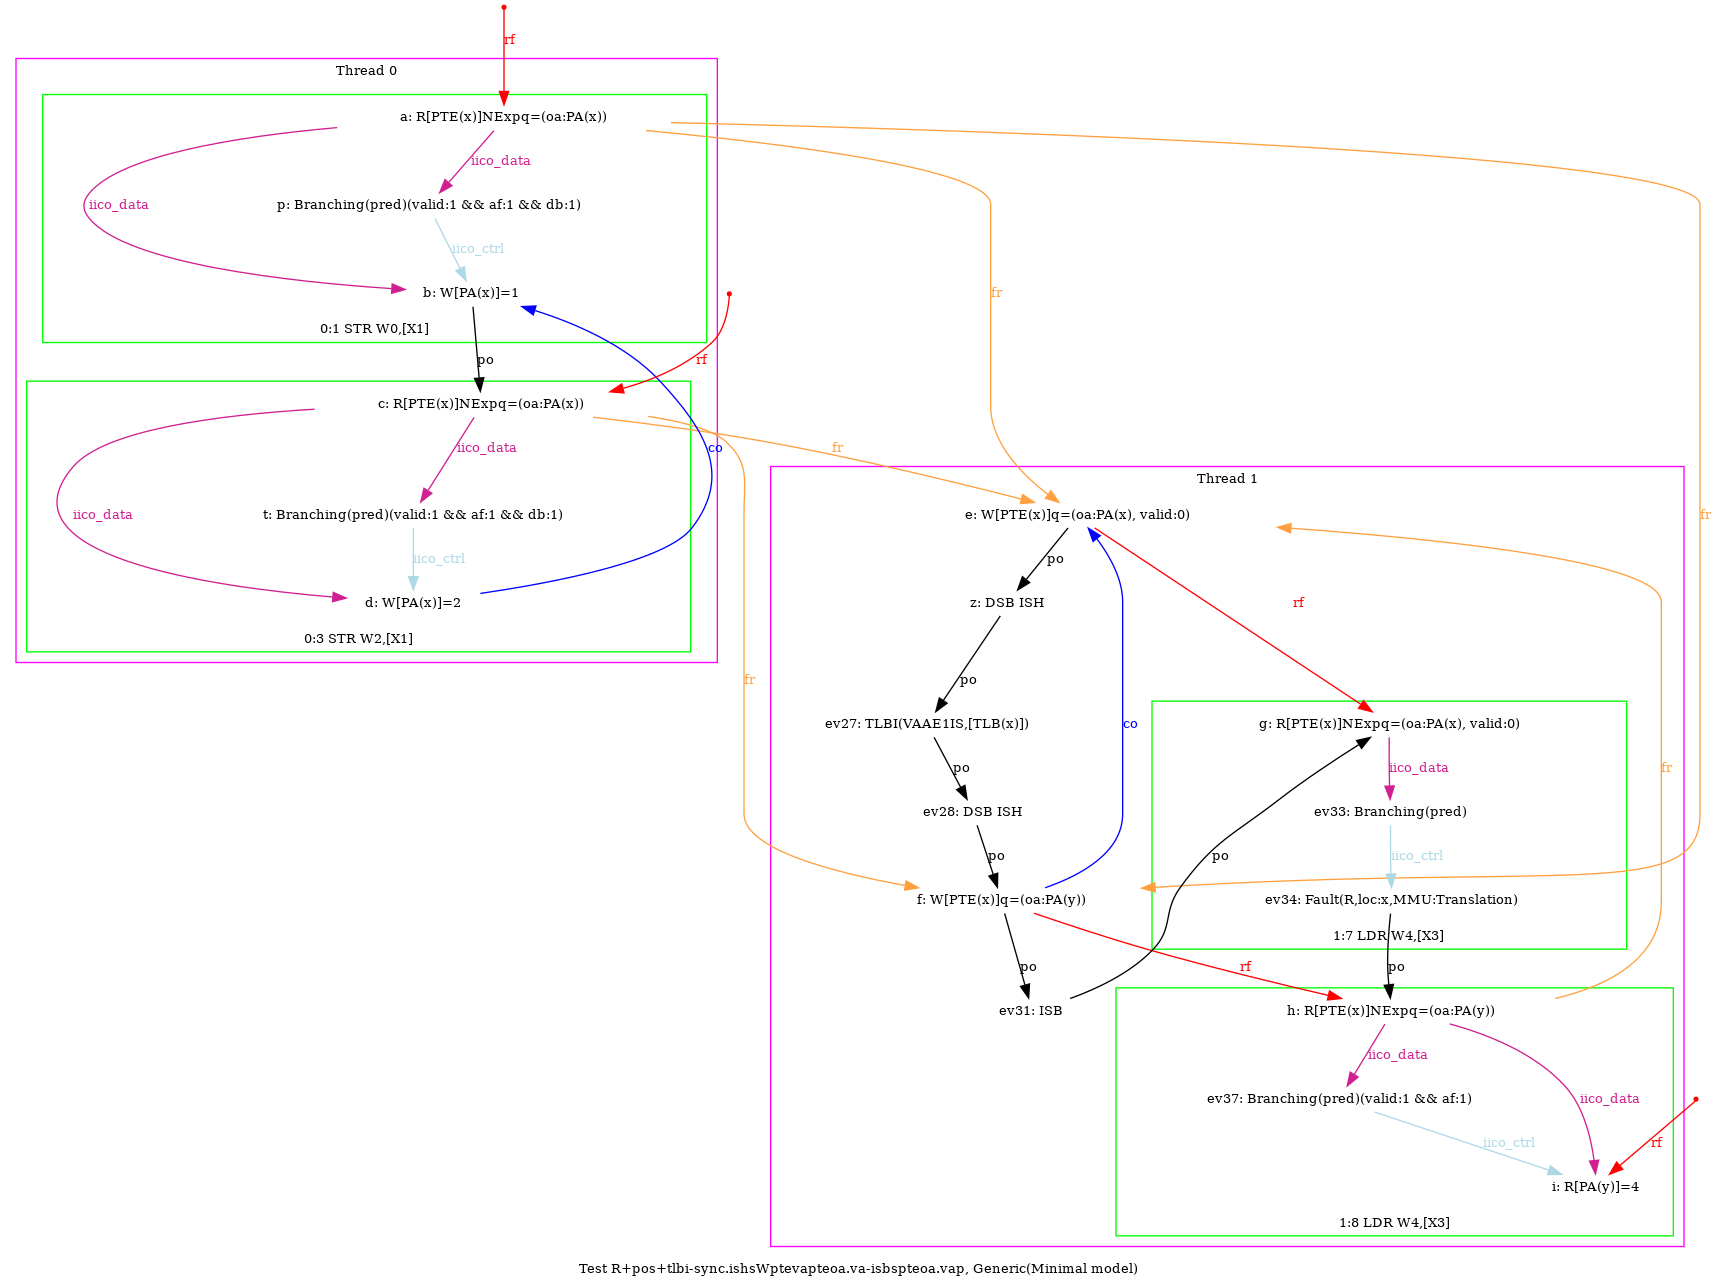 rf
Thread 0
a: R[PTE(x)]NExpq=(oa:PA(x))
iico_data
p: Branching(pred)(valid:1 && af:1 && db:1)
iico_data
iico_ctrl
b: W[PA(x)]=1
fr
0:1 STR W0,[X1]
po
rf
c: R[PTE(x)]NExpq=(oa:PA(x))
iico_data
co
fr
Thread 1
iico_data
t: Branching(pred)(valid:1 && af:1 && db:1)
e: W[PTE(x)]q=(oa:PA(x), valid:0)
fr
iico_ctrl
po
d: W[PA(x)]=2
z: DSB ISH
rf
0:3 STR W2,[X1]
fr
po
ev27: TLBI(VAAE1IS,[TLB(x)])
co
g: R[PTE(x)]NExpq=(oa:PA(x), valid:0)
po
iico_data
fr
ev28: DSB ISH
ev33: Branching(pred)
po
po
iico_ctrl
f: W[PTE(x)]q=(oa:PA(y))
ev34: Fault(R,loc:x,MMU:Translation)
1:7 LDR W4,[X3]
po
rf
po
ev31: ISB
h: R[PTE(x)]NExpq=(oa:PA(y))
iico_data
ev37: Branching(pred)(valid:1 && af:1)
iico_data
iico_ctrl
rf
i: R[PA(y)]=4
1:8 LDR W4,[X3]
Test R+pos+tlbi-sync.ishsWptevapteoa.va-isbspteoa.vap, Generic(Minimal model)